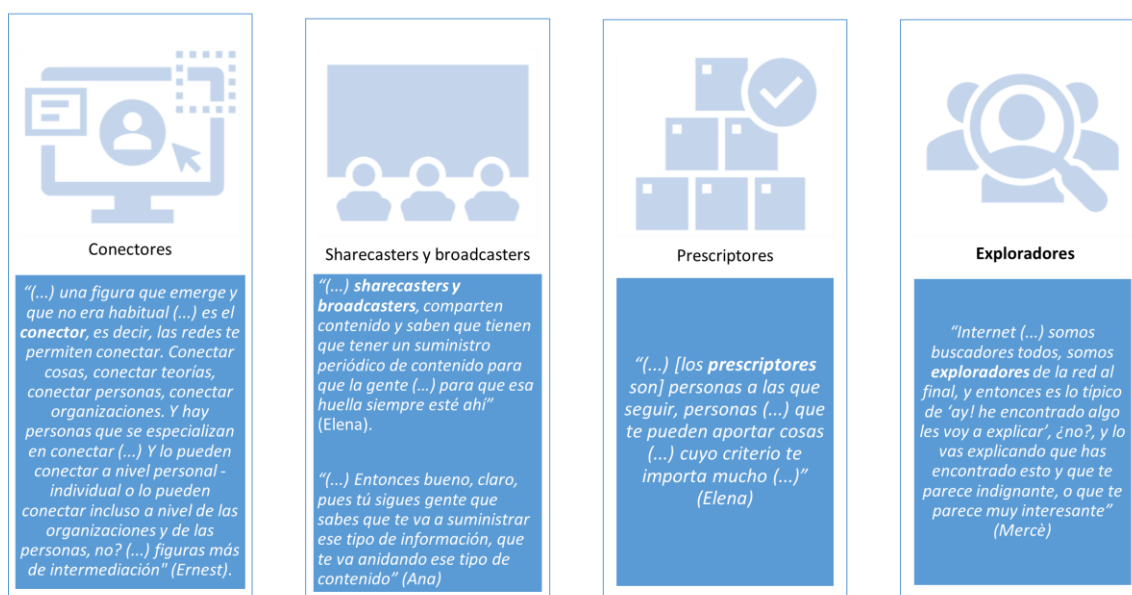 Conectores
“(...) una figura que emerge y
que no era habitual (...) es el
conector, es decir, las redes te
permiten conectar. Conectar
cosas, conectar teorías,
conectar personas, conectar
organizaciones. Y hay
personas que se especializan
en conectar (...) Y lo pueden
conectar a nivel personal -
individual o lo pueden
conectar incluso a nivel de las
organizaciones y de las
personas, no? (...) figuras más
de intermediación" (Ernest).
Sharecasters y broadcasters
“(...) sharecasters y
broadcasters, comparten
contenido y saben que tienen
que tener un suministro
periódico de contenido para
que la gente (...) para que esa
huella siempre esté ahí”
(Elena).
“(...) Entonces bueno, claro,
pues tú sigues gente que
sabes que te va a suministrar
ese tipo de información, que
te va anidando ese tipo de
contenido” (Ana)
Prescriptores
“(...) [los prescriptores
son] personas a las que
seguir, personas (...) que
te pueden aportar cosas
(...) cuyo criterio te
importa mucho (...)”
(Elena)
Exploradores
“Internet (...) somos
buscadores todos, somos
exploradores de la red al
final, y entonces es lo típico
de ‘ay! he encontrado algo
les voy a explicar’, ¿no?, y lo
vas explicando que has
encontrado esto y que te
parece indignante, o que te
parece muy interesante”
(Mercè)